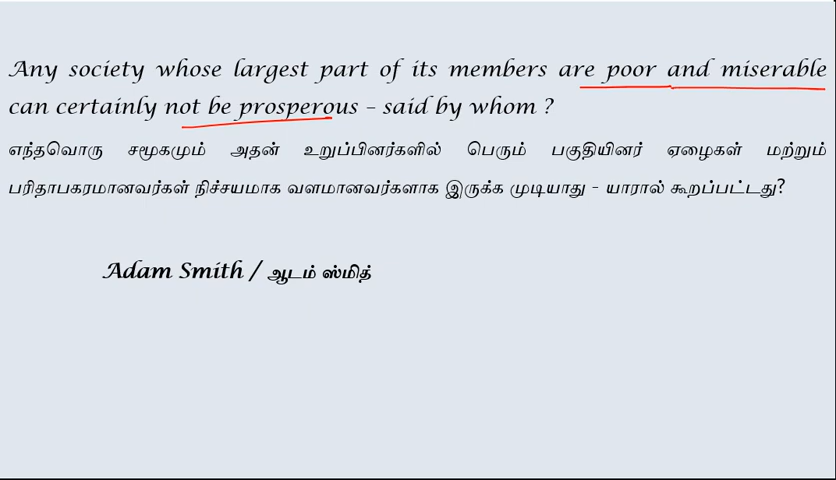 Any society whose largest part of its members are poor and miserable
can certainly not be prosperous – said by whom ?
எந்தவொரு சமூகமும் அதன் உறுப்பினர்களில் பெரும் பகுதியினர் ஏழைகள் மற்றும்
பரிதாபகரமானவர்கள் நிச்சயமாக வளமானவர்களாக இருக்க முடியாது - யாரால் கூறப்பட்டது?
Adam Smith / ஆடம் ஸ்மித்